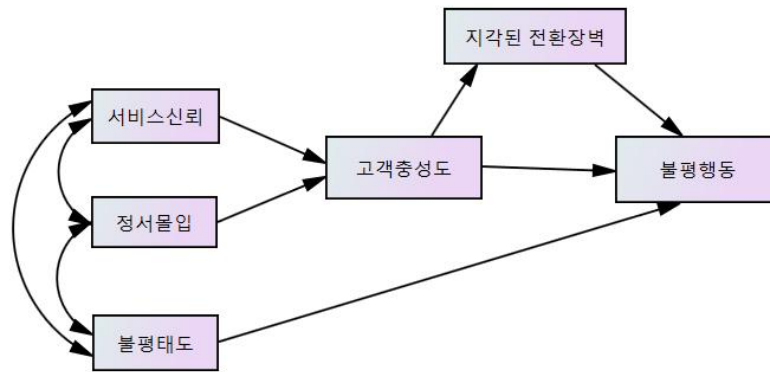 지각된 전환장벽
서비스신뢰
고객충성도
불평행동
정서몰입
불평태도